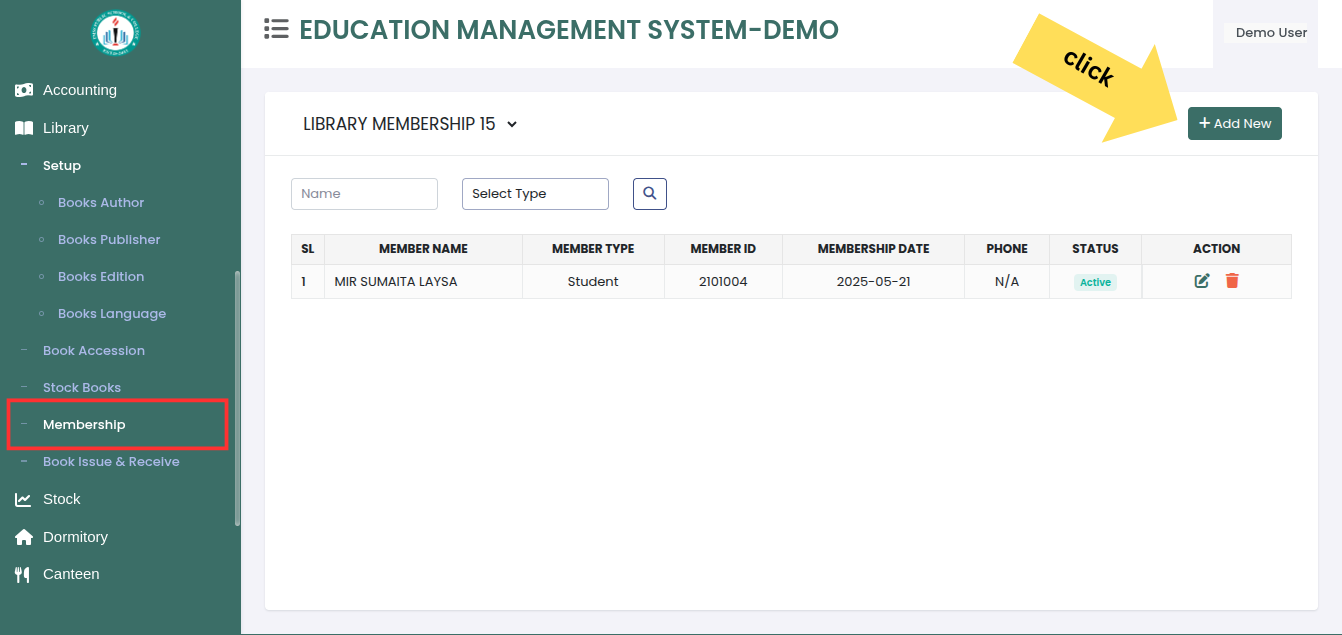 EDUCATION MANAGEMENT SYSTEM-DEMO
Demo User
click
Accounting
Library
Setup
Books Author
Books Publisher
Books Edition
Books Language
Book Accession
Stock Books
Membership
Book Issue & Receive
Stock
Dormitory
Canteen
LIBRARY MEMBERSHIP 15
+ Add New
Name
Select Type
SL MEMBER NAME MEMBER TYPE MEMBER ID MEMBERSHIP DATE PHONE STATUS ACTION
1 MIR SUMAITA LAYSA Student 2101004 2025-05-21 N/A Active